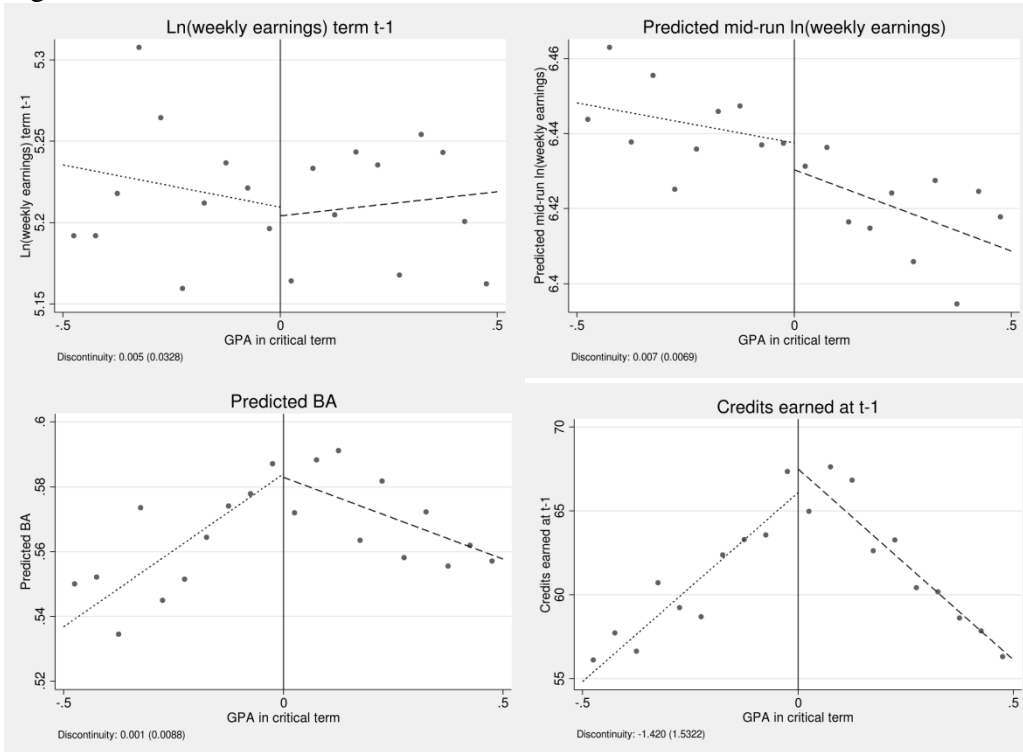 Ln(weekly earnings) term t-1
Ln(weekly earnings) term t-1
5.3
5.25
5.2
5.15
-.5
0
.5
GPA in critical term
Discontinuity: 0.005 (0.0328)
Predicted mid-run ln(weekly earnings)
Predicted mid-run ln(weekly earnings)
6.46
6.44
6.42
6.4
-.5
0
.5
GPA in critical term
Discontinuity: 0.007 (0.0069)
Predicted BA
Predicted BA
.6
.58
.56
.54
.52
-.5
0
.5
GPA in critical term
Discontinuity: 0.001 (0.0088)
Credits earned at t-1
Credits earned at t-1
70
65
60
55
-.5
0
.5
GPA in critical term
Discontinuity: -1.420 (1.5322)